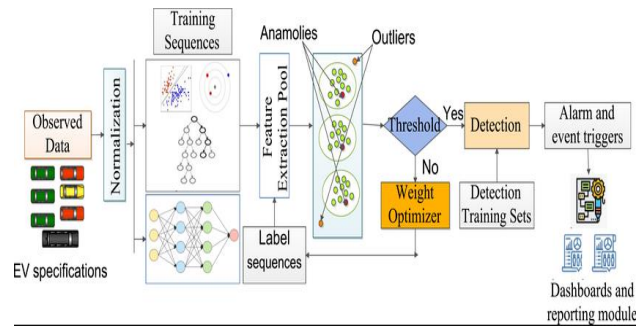 Training
Sequences
Anamolies
Outliers
Observed
Data
Normalization
Feature
Extraction Pool
Threshold
Yes
Detection
Alarm and
event triggers
No
Weight
Optimizer
Detection
Training Sets
Label
sequences
EV specifications
Dashboards and
reporting module